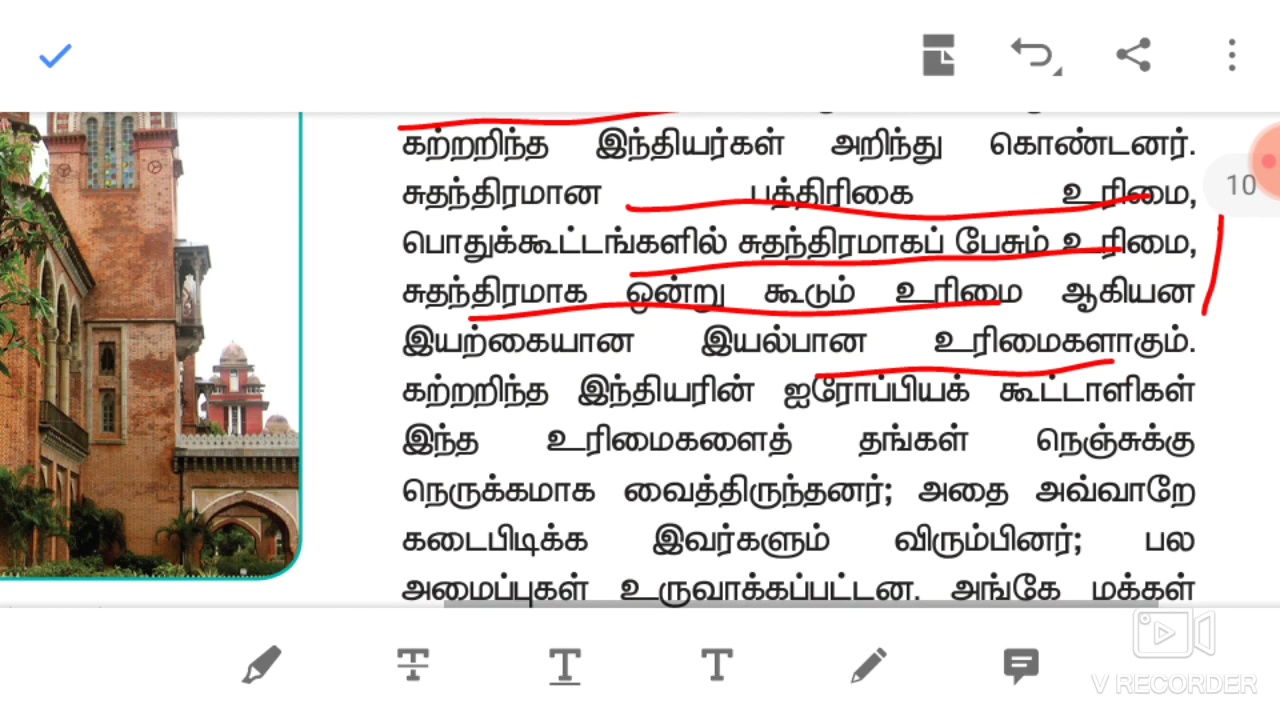 கற்றறிந்த இந்தியர்கள் அறிந்து கொண்டனர்.
சுதந்திரமான பத்திரிகை உரிமை,
பொதுக்கூட்டங்களில் சுதந்திரமாகப் பேசும் உரிமை,
சுதந்திரமாக ஒன்று கூடும் உரிமை ஆகியன
இயற்கையான இயல்பான உரிமைகளாகும்.
கற்றறிந்த இந்தியரின் ஐரோப்பியக் கூட்டாளிகள்
இந்த உரிமைகளைத் தங்கள் நெஞ்சுக்கு
நெருக்கமாக வைத்திருந்தனர்; அதை அவ்வாறே
கடைபிடிக்க இவர்களும் விரும்பினர்; பல
அமைப்புகள் உருவாக்கப்பட்டன. அங்கே மக்கள்
10
T T T
V RECORDER